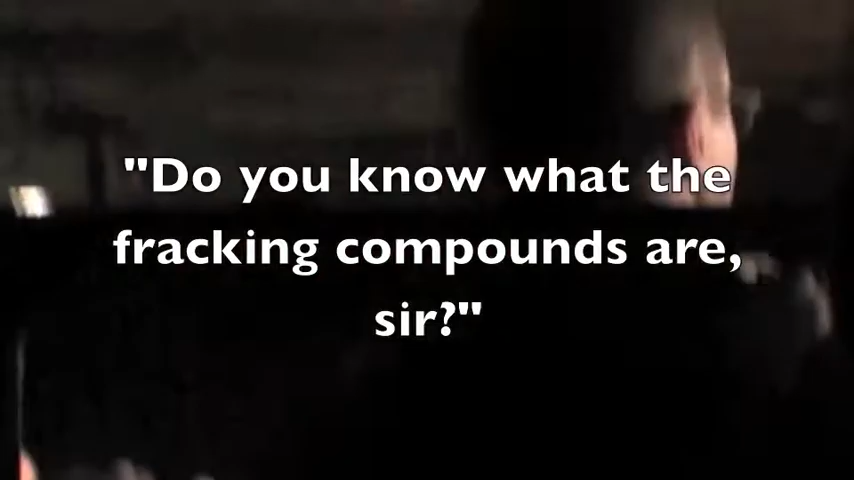 "Do you know what the
fracking compounds are,
sir?"